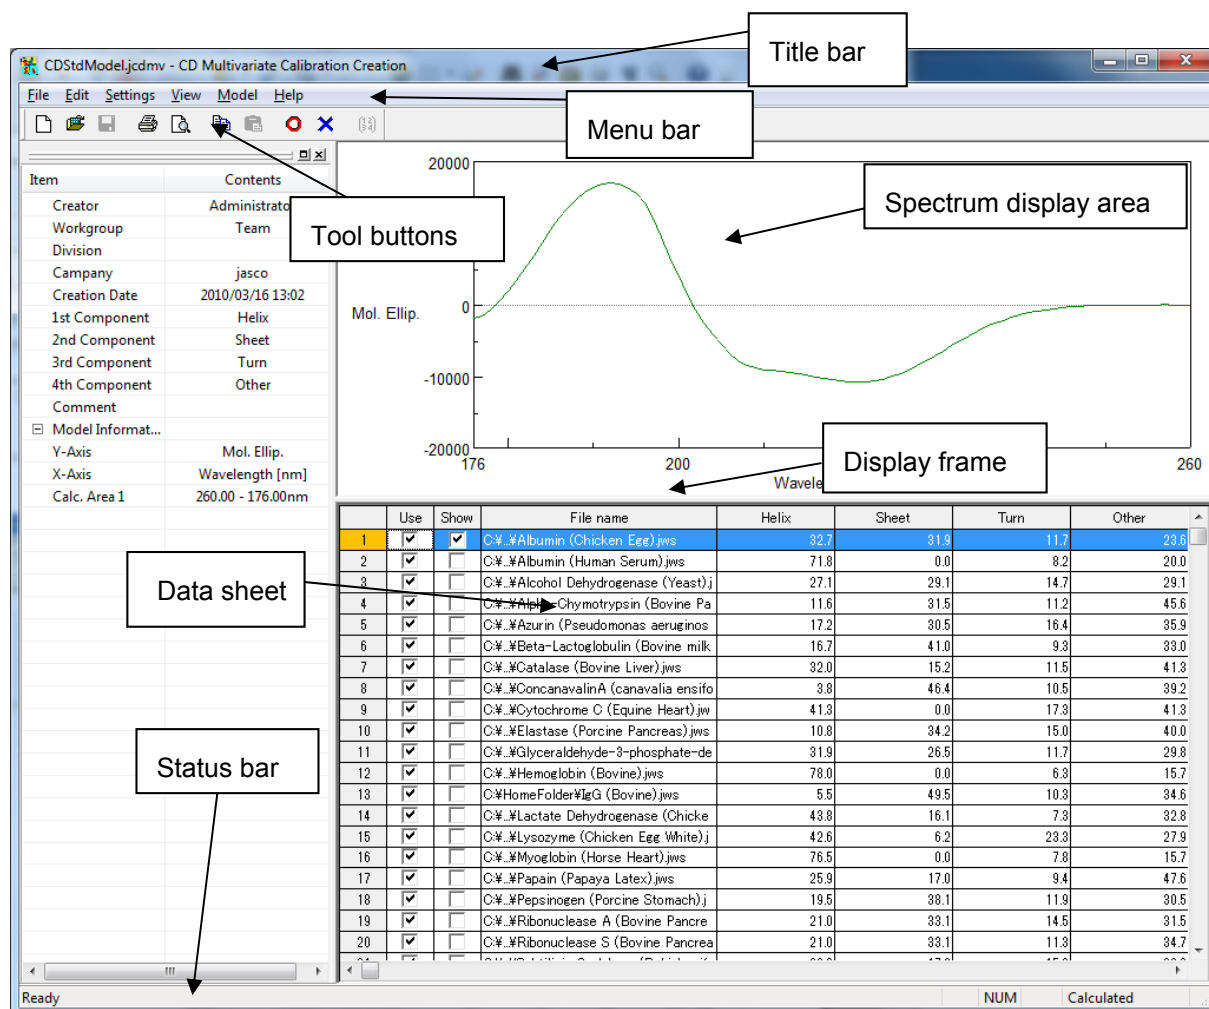 Title bar
CDStdModel.jcdmv - CD Multivariate Calibration Creation
File Edit Settings View Model Help
Menu bar
Item Contents
Creator Administrato
Workgroup Team
Division
Campany jasco
Creation Date 2010/03/16 13:02
1st Component Helix
2nd Component Sheet
3rd Component Turn
4th Component Other
Comment
Model Informat...
Y-Axis Mol. Ellip.
X-Axis Wavelength [nm]
Calc. Area 1 260.00 - 176.00nm
Tool buttons
Spectrum display area
20000
Mol. Ellip.
0
-10000
-20000
176 200 260
Wavele
Display frame
Use Show File name Helix Sheet Turn Other
1 C:¥...¥Albumin (Chicken Egg).jws 32.7 31.9 11.7 23.6
2 C:¥...¥Albumin (Human Serum).jws 71.8 0.0 8.2 20.0
3 C:¥...¥Alcohol Dehydrogenase (Yeast).j 27.1 29.1 14.7 29.1
4 C:¥...¥Alpha-Chymotrypsin (Bovine Pa 11.6 31.5 11.2 45.6
5 C:¥...¥Azurin (Pseudomonas aeruginos 17.2 30.5 16.4 35.9
6 C:¥...¥Beta-Lactoglobulin (Bovine milk 16.7 41.0 9.3 33.0
7 C:¥...¥Catalase (Bovine Liver).jws 32.0 15.2 11.5 41.3
8 C:¥...¥ConcanavalinA (canavalia ensifo 3.8 46.4 10.5 39.2
9 C:¥...¥Cytochrome C (Equine Heart).jw 41.3 0.0 17.3 41.3
10 C:¥...¥Elastase (Porcine Pancreas).jws 10.8 34.2 15.0 40.0
11 C:¥...¥Glyceraldehyde-3-phosphate-de 31.9 26.5 11.7 29.8
12 C:¥...¥Hemoglobin (Bovine).jws 78.0 0.0 6.3 15.7
13 C:¥HomeFolder¥IgG (Bovine).jws 5.5 49.5 10.3 34.6
14 C:¥...¥Lactate Dehydrogenase (Chicke 43.8 16.1 7.3 32.8
15 C:¥...¥Lysozyme (Chicken Egg White).j 42.6 6.2 23.3 27.9
16 C:¥...¥Myoglobin (Horse Heart).jws 76.5 0.0 7.8 15.7
17 C:¥...¥Papain (Papaya Latex).jws 25.9 17.0 9.4 47.6
18 C:¥...¥Pepsinogen (Porcine Stomach).j 19.5 38.1 11.9 30.5
19 C:¥...¥Ribonuclease A (Bovine Pancre 21.0 33.1 14.5 31.5
20 C:¥...¥Ribonuclease S (Bovine Pancrea 21.0 33.1 11.3 34.7
Data sheet
Status bar
Ready NUM Calculated